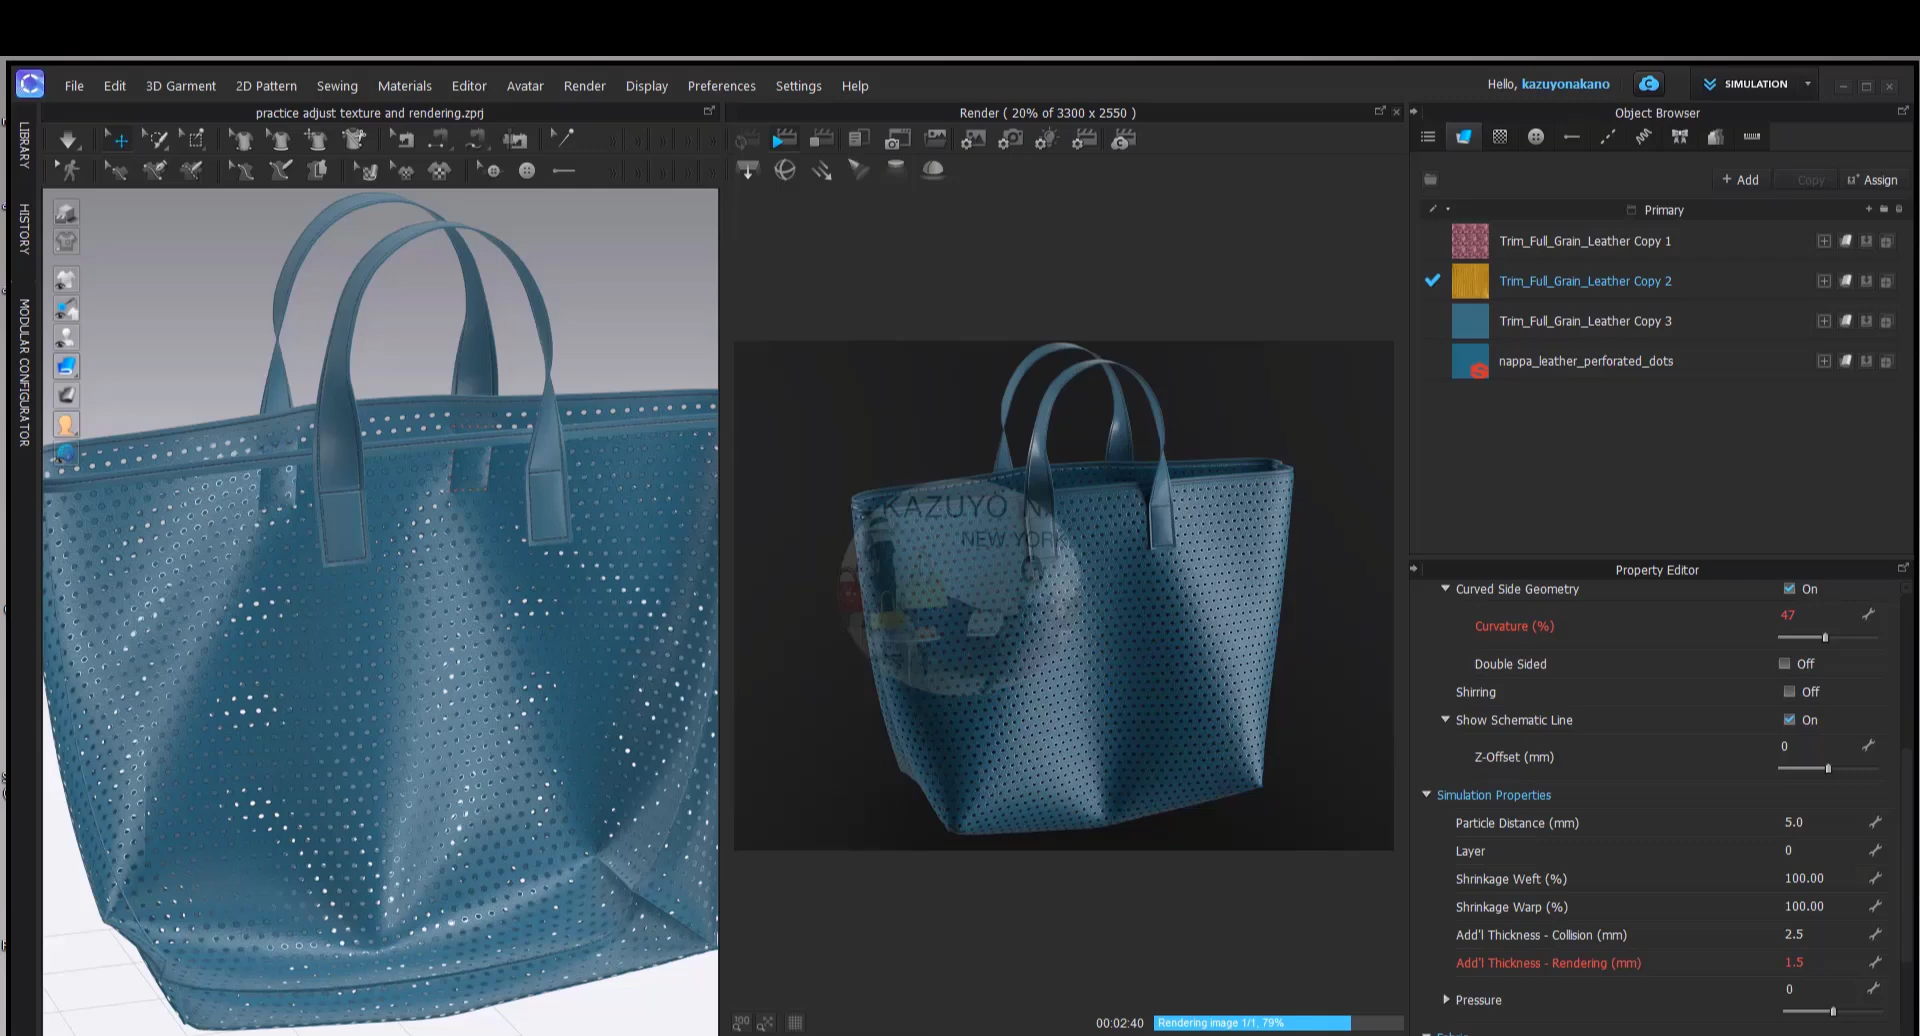 File Edit 3D Garment 2D Pattern Sewing Materials Editor Avatar Render Display Preferences Settings Help
Hello, kazuyonakano
SIMULATION
practice adjust texture and rendering.zprj
Render ( 20% of 3300 x 2550 )
Object Browser
LIBRARY
HISTORY
MODULAR CONFIGURATOR
+ Add
Copy
Assign
Primary
Trim_Full_Grain_Leather Copy 1
Trim_Full_Grain_Leather Copy 2
Trim_Full_Grain_Leather Copy 3
nappa_leather_perforated_dots
KAZUYO N
NEW YORK
Property Editor
Curved Side Geometry On
Curvature (%) 47
Double Sided Off
Shirring Off
Show Schematic Line On
Z-Offset (mm) 0
Simulation Properties
Particle Distance (mm) 5.0
Layer 0
Shrinkage Weft (%) 100.00
Shrinkage Warp (%) 100.00
Add'l Thickness - Collision (mm) 2.5
Add'l Thickness - Rendering (mm) 1.5
Pressure 0
100
00:02:40
Rendering image 1/1, 79%